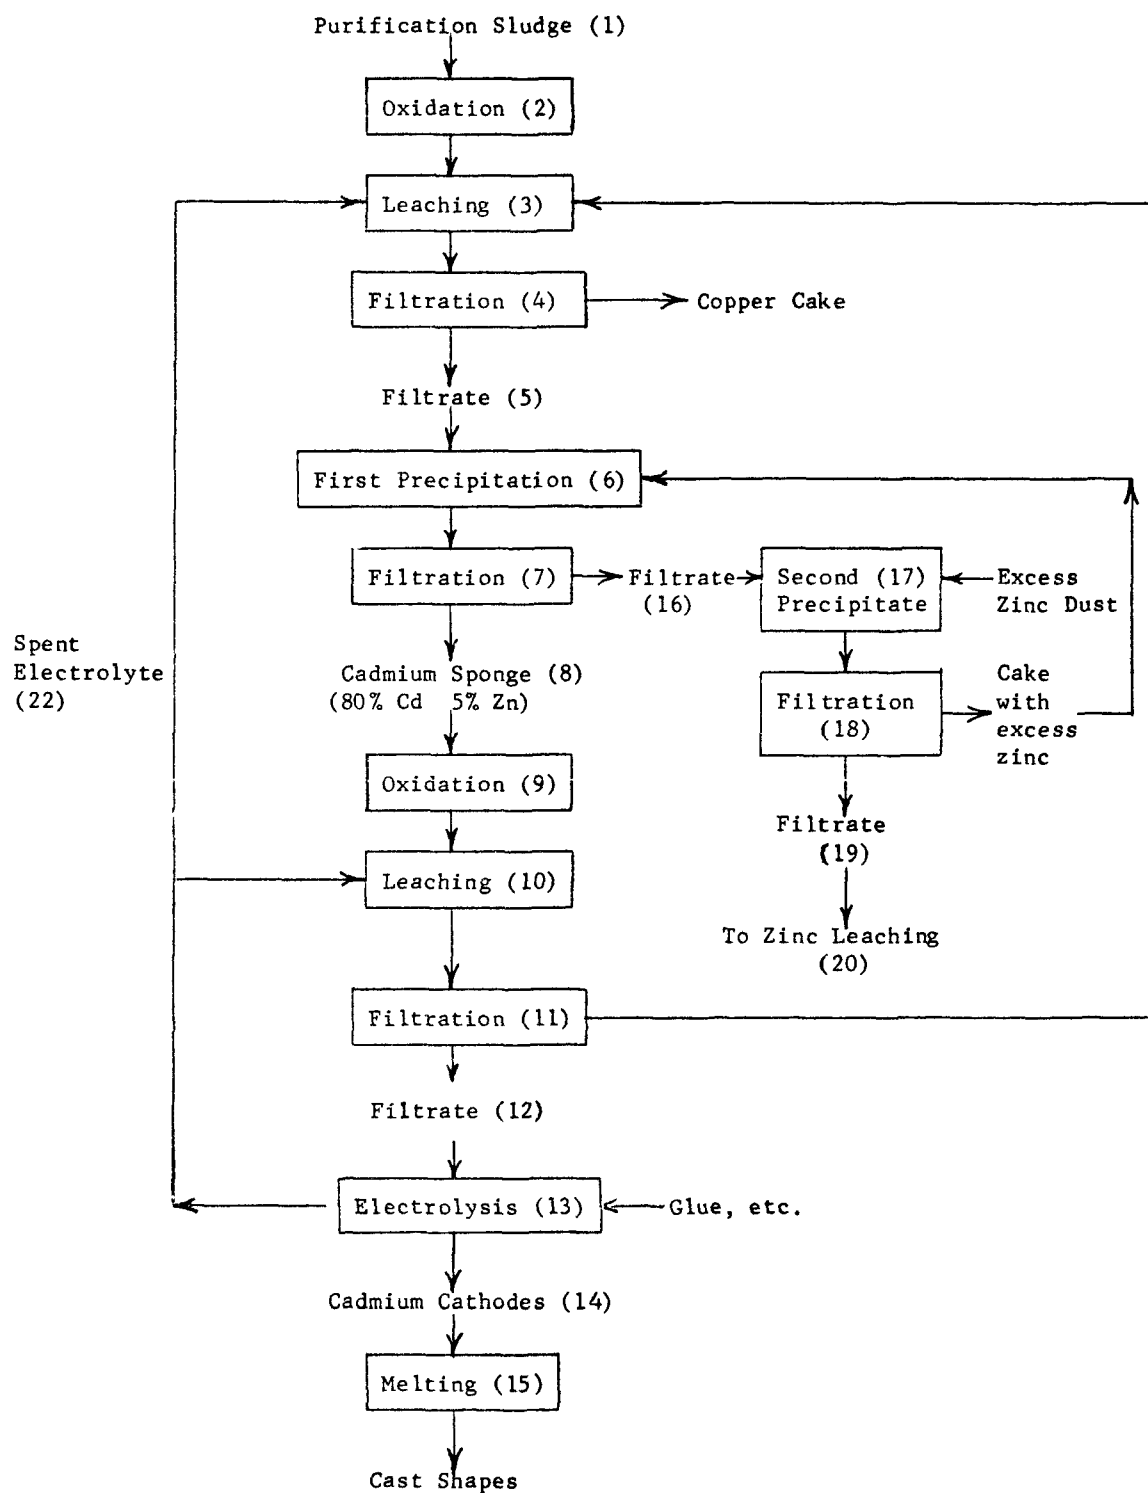 Purification Sludge (1)
Oxidation (2)
Leaching (3)
Filtration (4)
Copper Cake
Filtrate (5)
First Precipitation (6)
Filtration (7)
Filtrate
(16)
Second (17)
Precipitate
Excess
Zinc Dust
Spent
Electrolyte
(22)
Cadmium Sponge (8)
(80% Cd 5% Zn)
Filtration
(18)
Cake
with
excess
zinc
Oxidation (9)
Filtrate
(19)
Leaching (10)
To Zinc Leaching
(20)
Filtration (11)
Filtrate (12)
Electrolysis (13)
Glue, etc.
Cadmium Cathodes (14)
Melting (15)
Cast Shapes